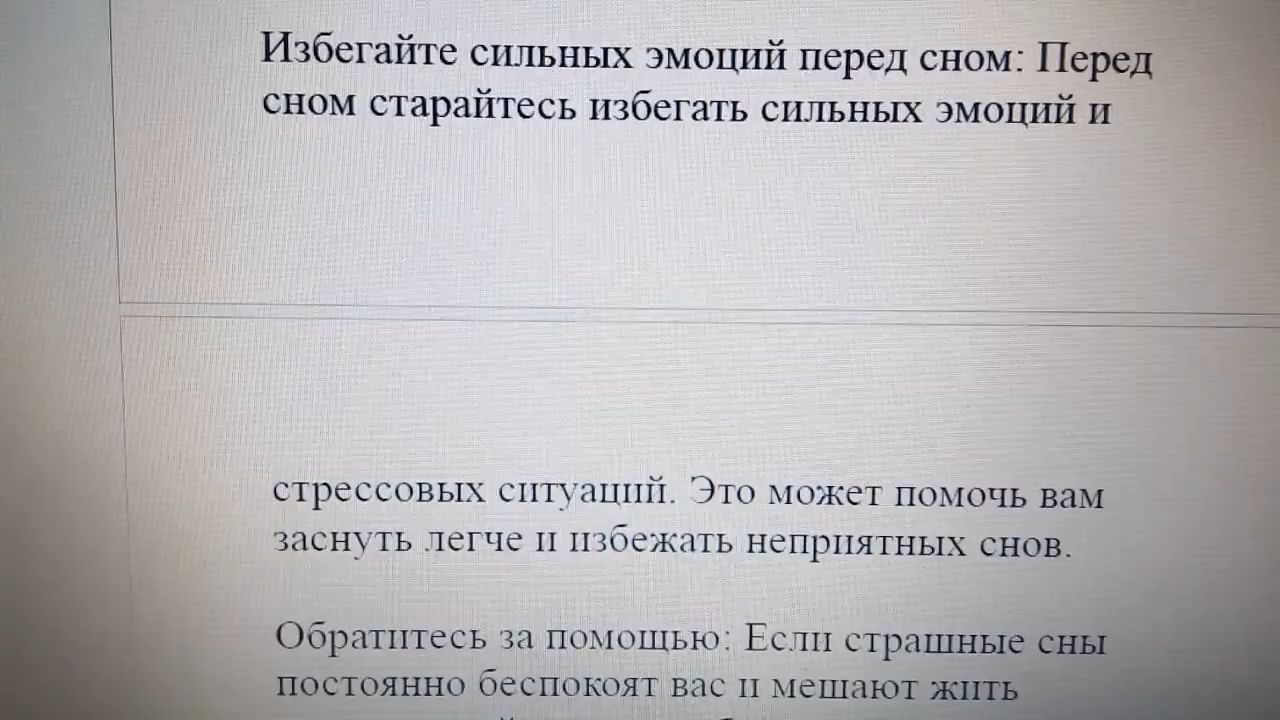 Избегайте сильных эмоций перед сном: Перед
сном старайтесь избегать сильных эмоций и
стрессовых ситуаций. Это может помочь вам
заснуть легче и избежать неприятных снов.
Обратитесь за помощью: Если страшные сны
постоянно беспокоят вас и мешают жить